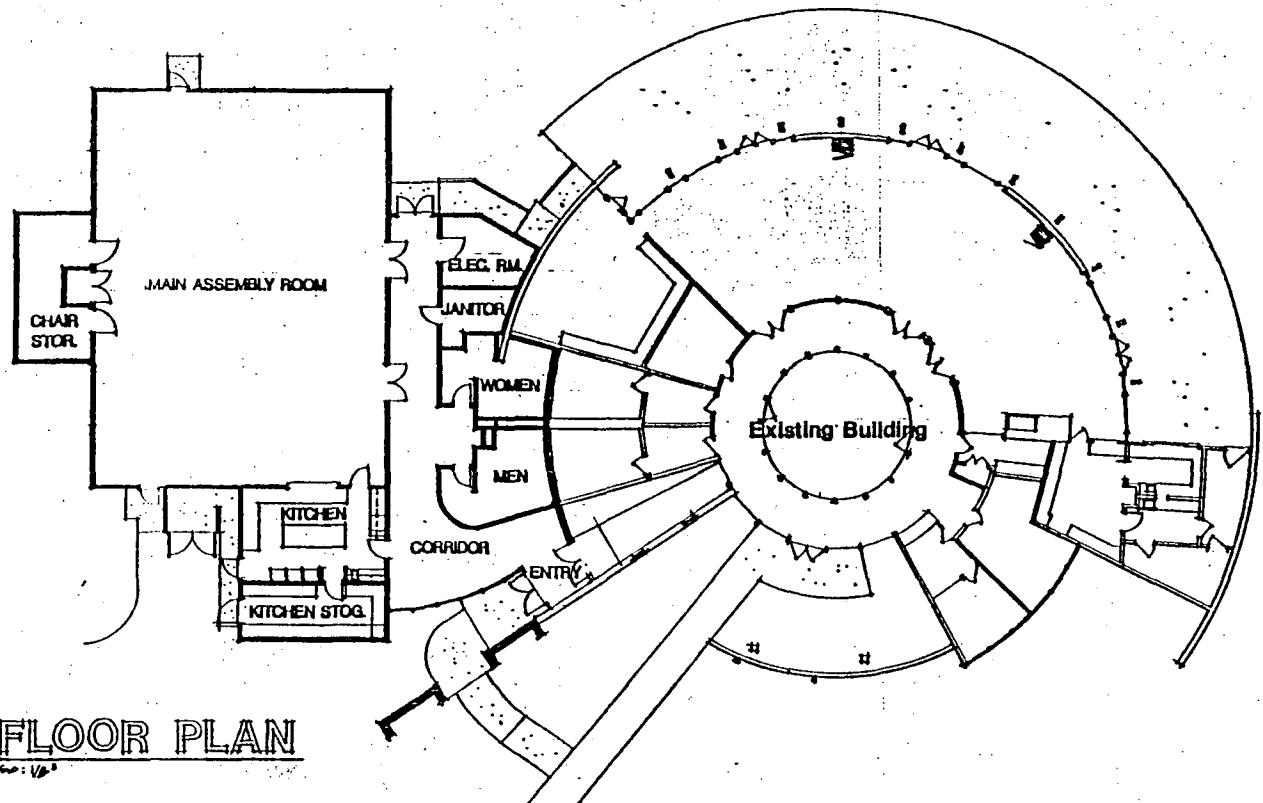 ELEC. RM.
MAIN ASSEMBLY ROOM
JANITOR
CHAIR
STOR.
WOMEN
Existing Building
MEN
KITCHEN
CORRIDOR
ENTRY
KITCHEN STOG.
FLOOR PLAN